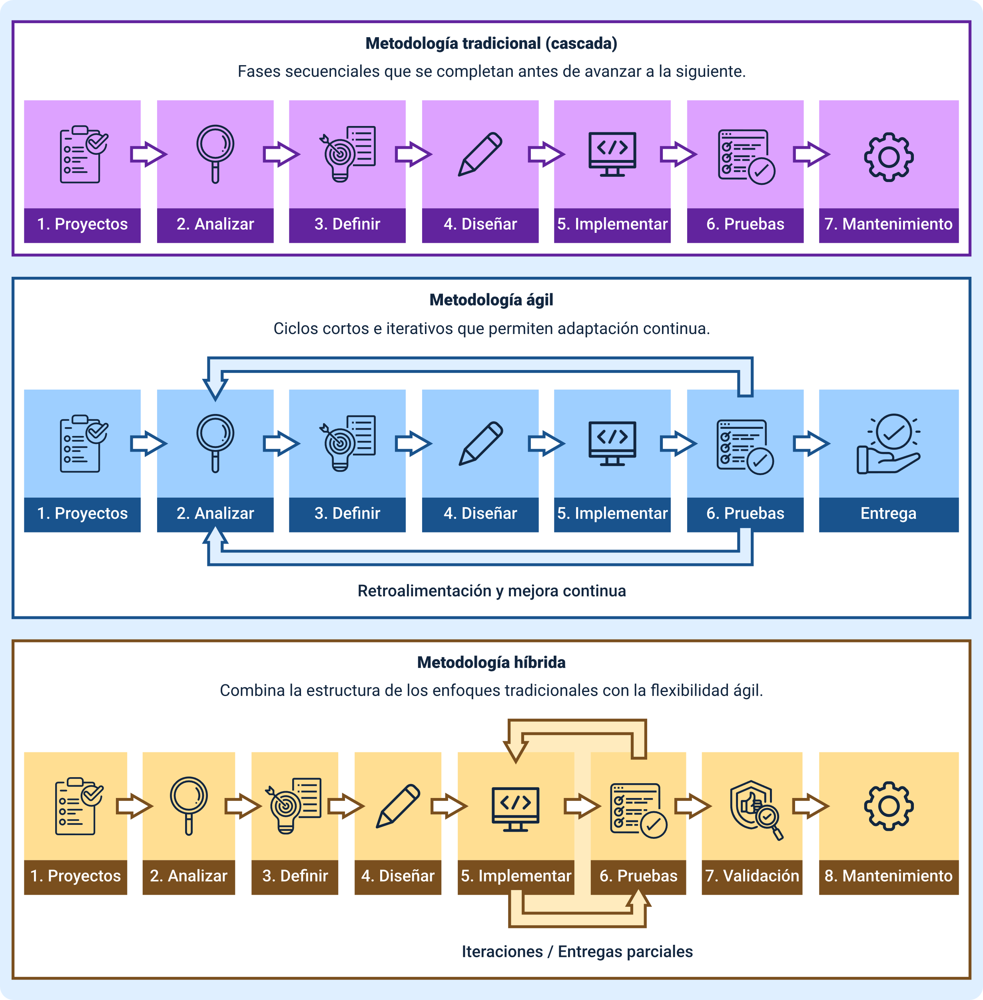 Metodología tradicional (cascada)
Fases secuenciales que se completan antes de avanzar a la siguiente.
1. Proyectos
2. Analizar
3. Definir
4. Diseñar
5. Implementar
6. Pruebas
7. Mantenimiento
Metodología ágil
Ciclos cortos e iterativos que permiten adaptación continua.
1. Proyectos
2. Analizar
3. Definir
4. Diseñar
5. Implementar
6. Pruebas
Entrega
Retroalimentación y mejora continua
Metodología híbrida
Combina la estructura de los enfoques tradicionales con la flexibilidad ágil.
1. Proyectos
2. Analizar
3. Definir
4. Diseñar
5. Implementar
6. Pruebas
7. Validación
8. Mantenimiento
Iteraciones / Entregas parciales